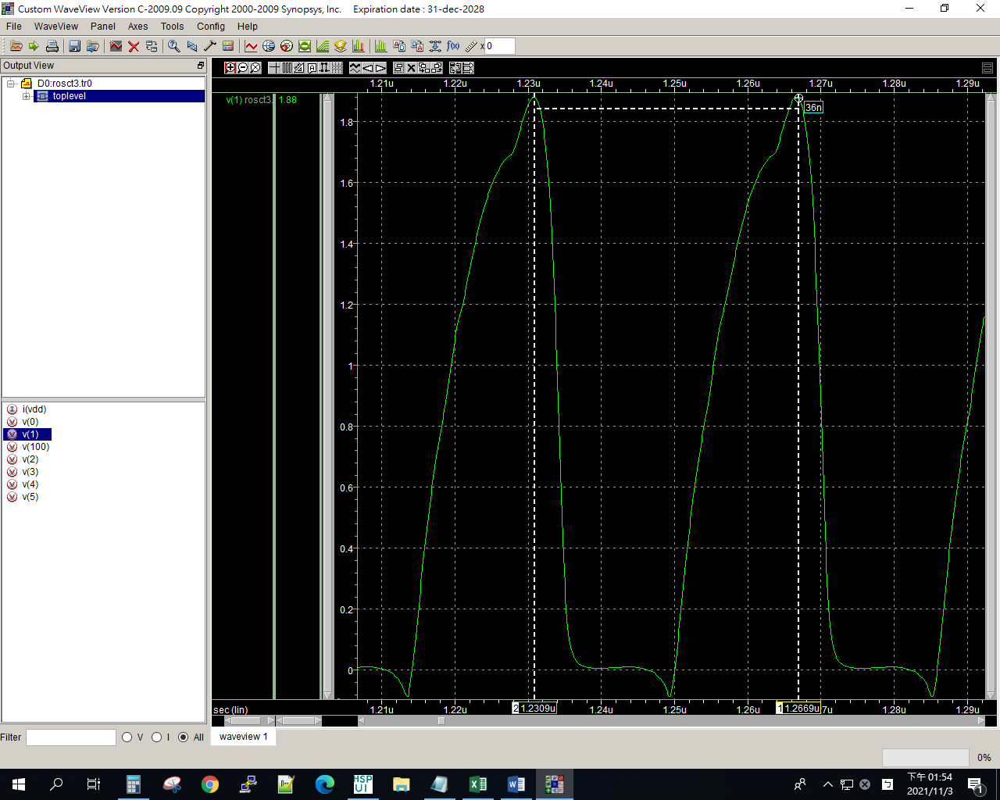 Custom WaveView Version C-2009.09 Copyright 2000-2009 Synopsys, Inc.    Expiration date : 31-dec-2028
File WaveView Panel Axes Tools Config Help
x 0
Output View
D0:rosct3.tr0
toplevel
i(vdd)
v(0)
v(1)
v(100)
v(2)
v(3)
v(4)
v(5)
Filter
V I All
1.21u 1.22u 1.23u 1.24u 1.25u 1.26u 1.27u 1.28u 1.29u
v(1) rosct3. 1.88
36n
1.8
1.6
1.4
1.2
1
0.8
0.6
0.4
0.2
0
sec (lin)
1.21u 1.22u 2 1.2309u 1.24u 1.25u 1.26u 1 1.2669u 7u 1.28u 1.29u
waveview 1
0%
HSP UI
下午 01:54
2021/11/3
1